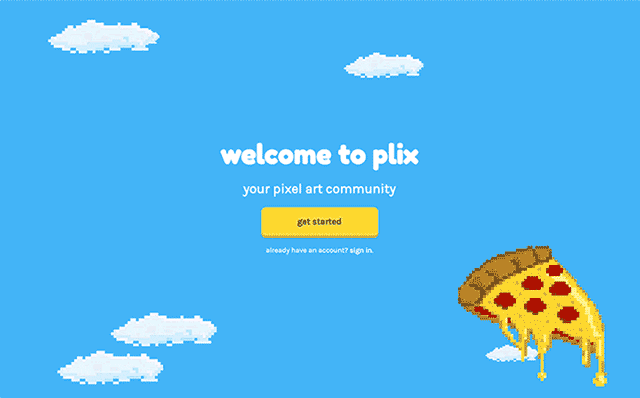 welcome to plix
your pixel art community
get started
already have an account? sign in.